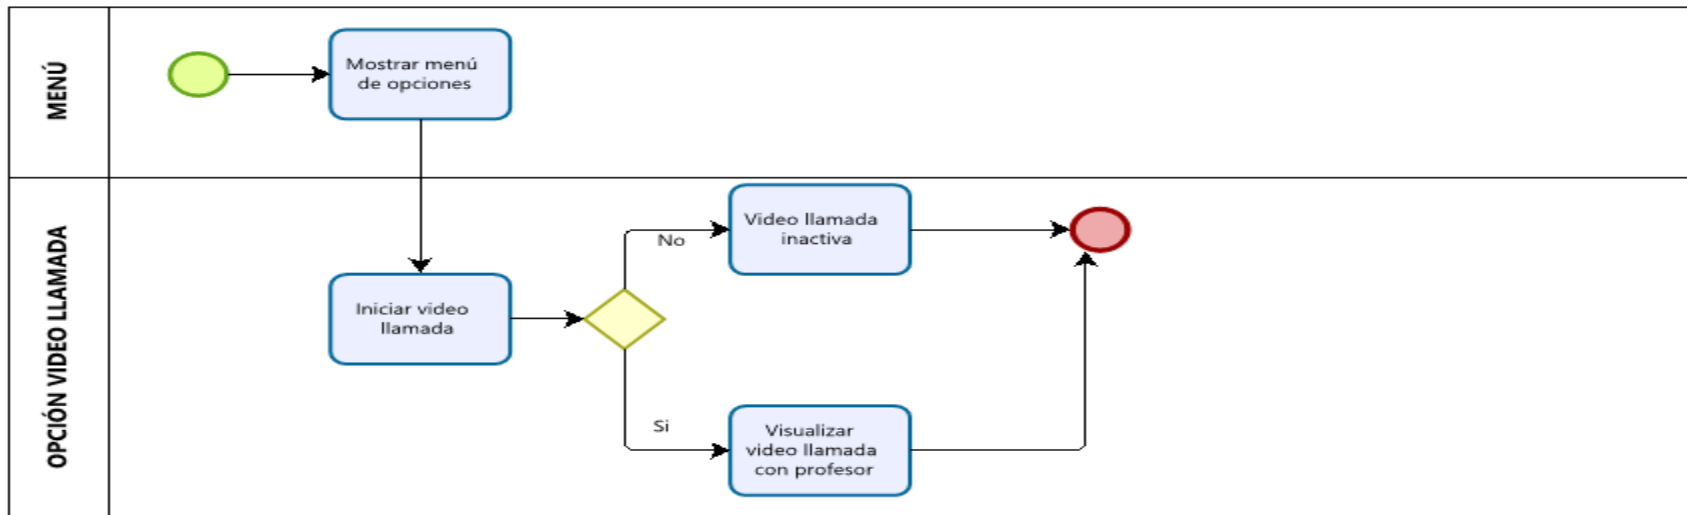 MENÚ
Mostrar menú
de opciones
OPCIÓN VIDEO LLAMADA
Iniciar video
llamada
No
Video llamada
inactiva
Si
Visualizar
video llamada
con profesor